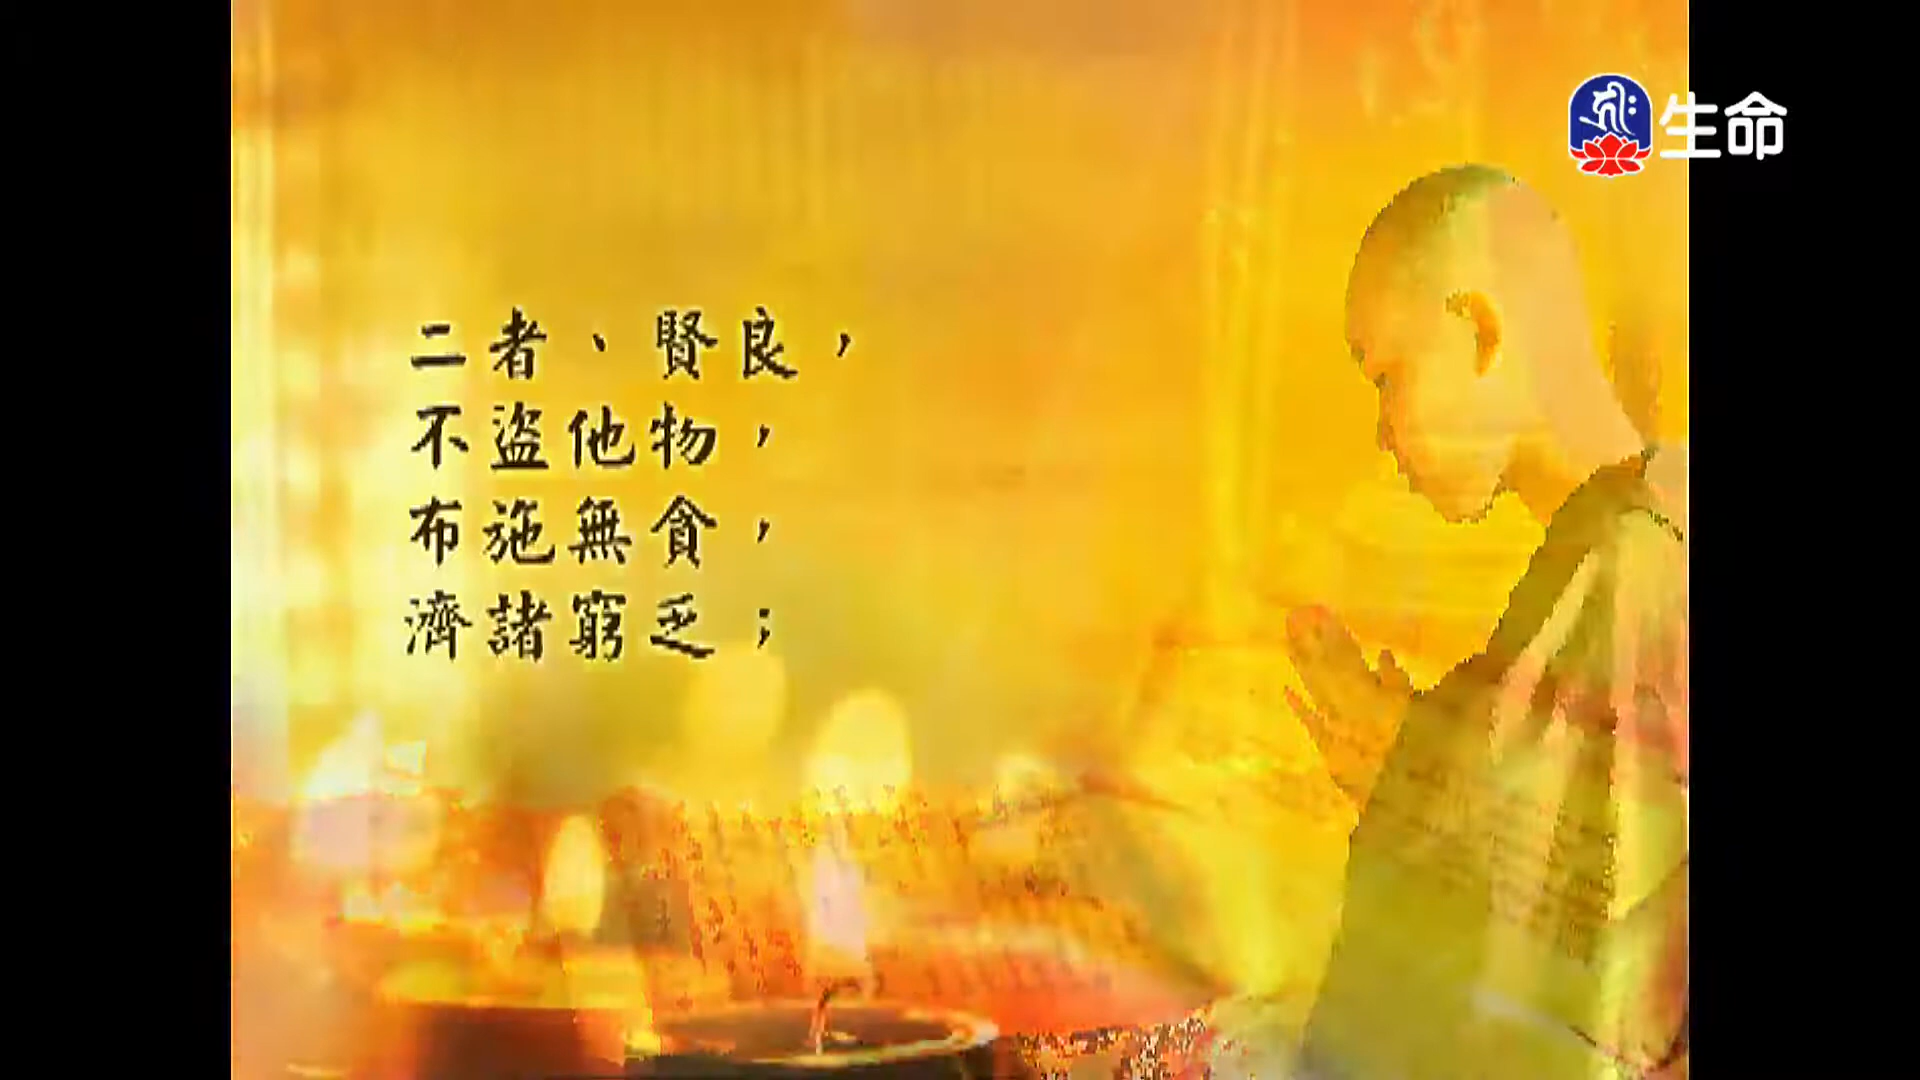 生命
二者、賢良，
不盜他物，
布施無貪，
濟諸窮乏；